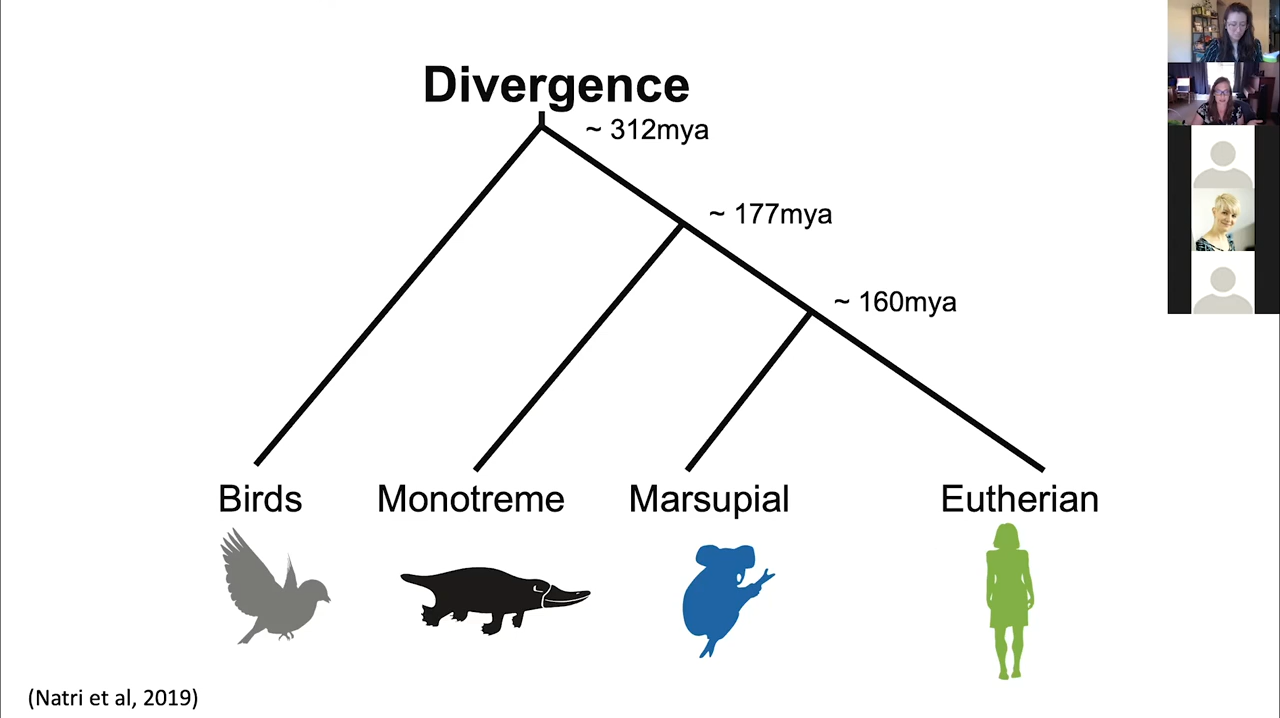 Divergence
~ 312mya
~ 177mya
~ 160mya
Birds
Monotreme
Marsupial
Eutherian
(Natri et al, 2019)